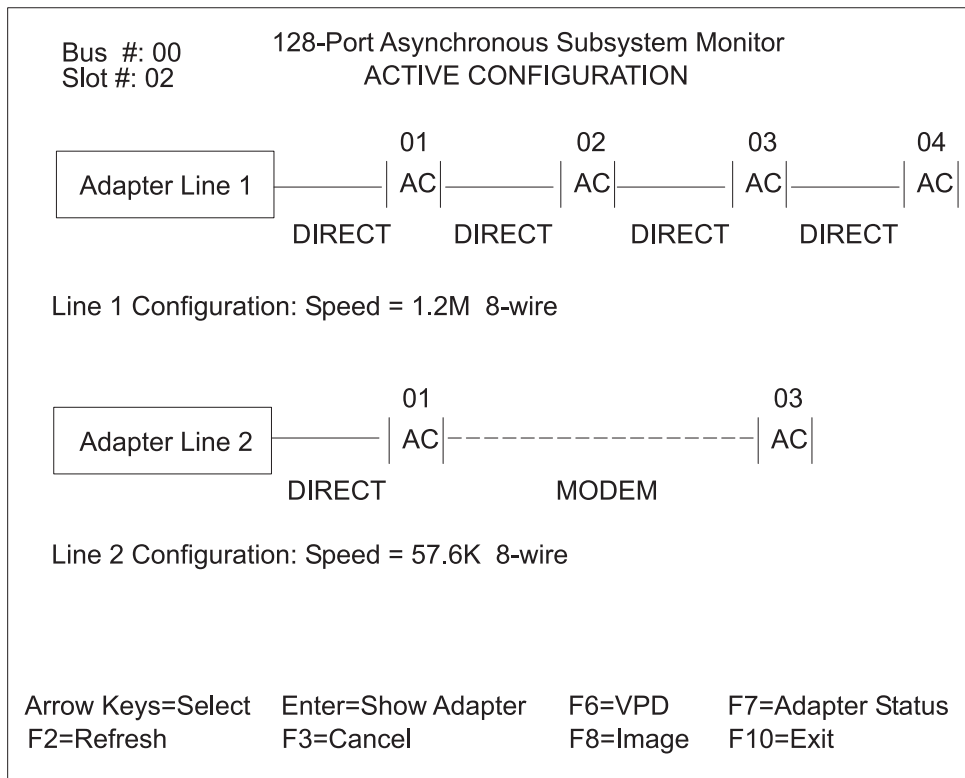 Bus #: 00
128-Port Asynchronous Subsystem Monitor
Slot #: 02
ACTIVE CONFIGURATION
01 02 03 04
Adapter Line 1 AC AC AC AC
DIRECT DIRECT DIRECT DIRECT
Line 1 Configuration: Speed = 1.2M 8-wire
01 03
Adapter Line 2 AC AC
DIRECT MODEM
Line 2 Configuration: Speed = 57.6K 8-wire
Arrow Keys=Select Enter=Show Adapter F6=VPD F7=Adapter Status
F2=Refresh F3=Cancel F8=Image F10=Exit